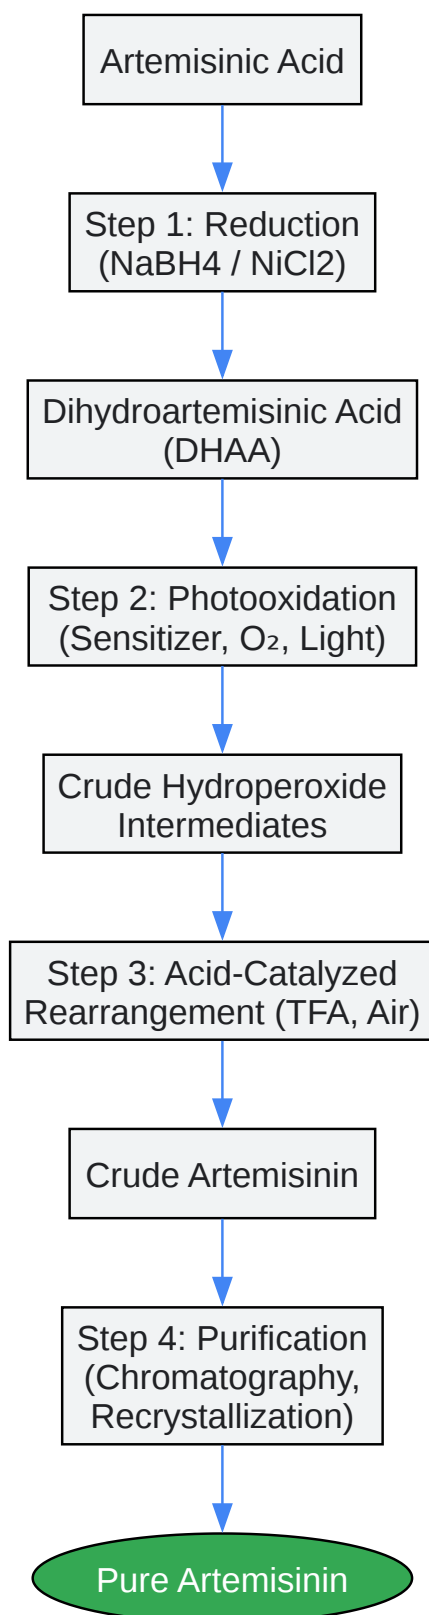 Artemisinic Acid
Step 1: Reduction
(NaBH4 / NiCl2)
Dihydroartemisinic Acid
(DHAA)
Step 2: Photooxidation
(Sensitizer, O₂, Light)
Crude Hydroperoxide
Intermediates
Step 3: Acid-Catalyzed
Rearrangement (TFA, Air)
Crude Artemisinin
Step 4: Purification
(Chromatography,
Recrystallization)
Pure Artemisinin